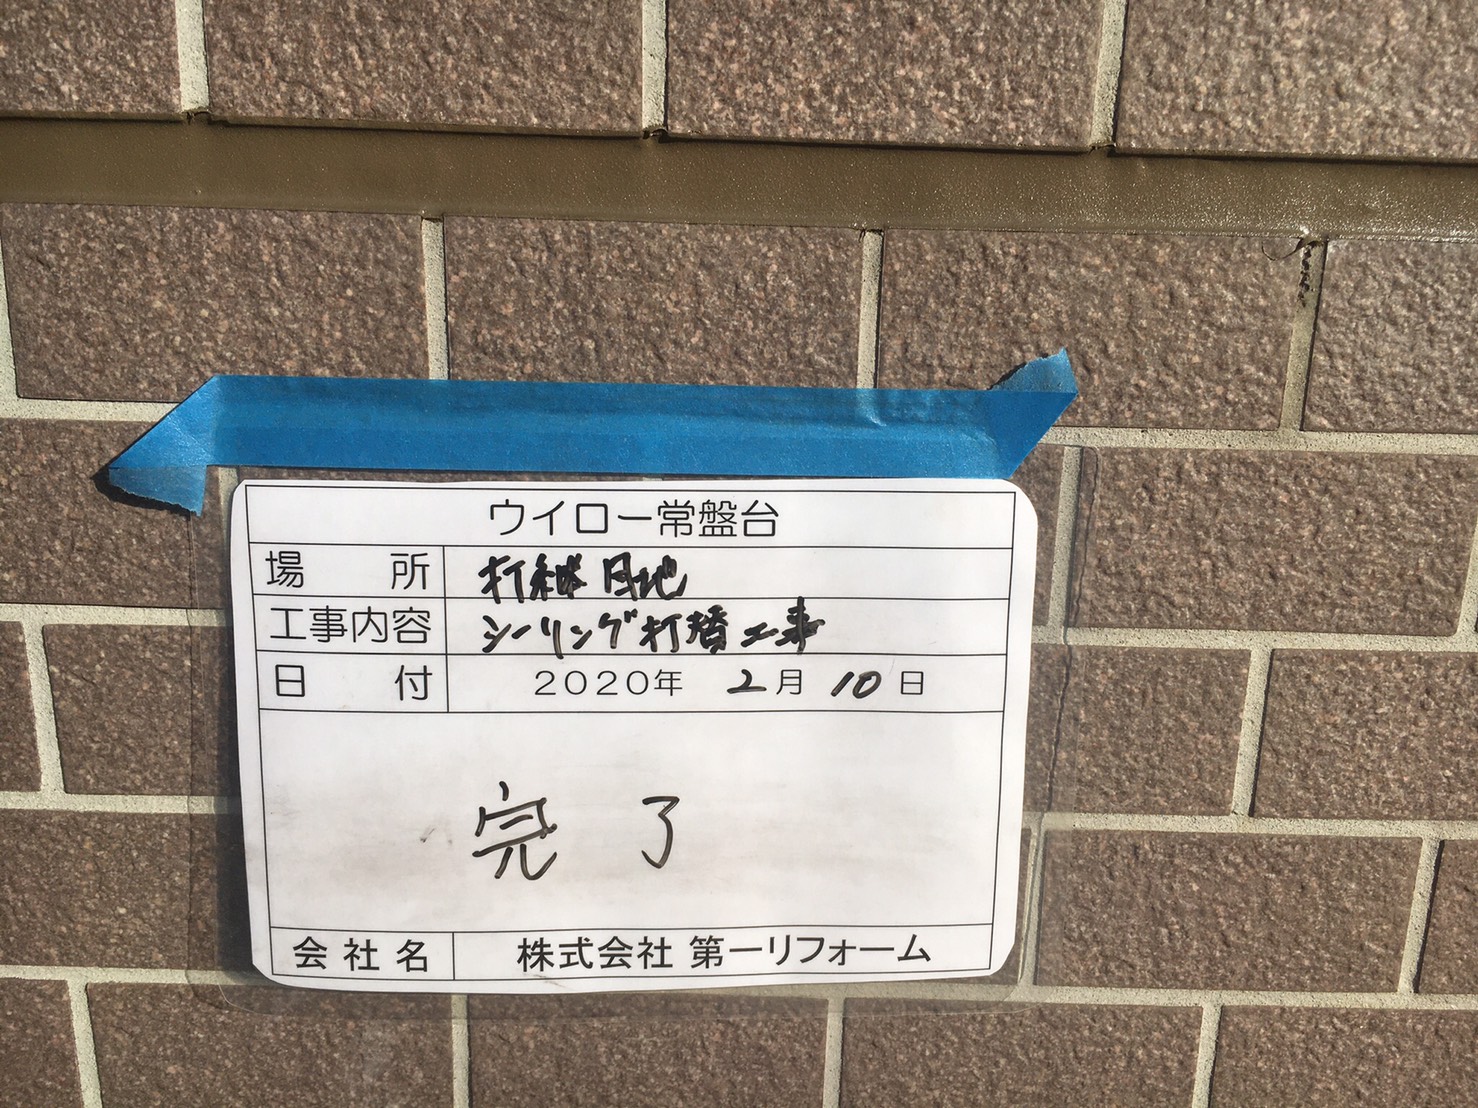 ウイロー常盤台
場所 打継目地
工事内容 シーリング打替工事
日付 2020年 2月 10日
完了
会社名 株式会社 第一リフォーム